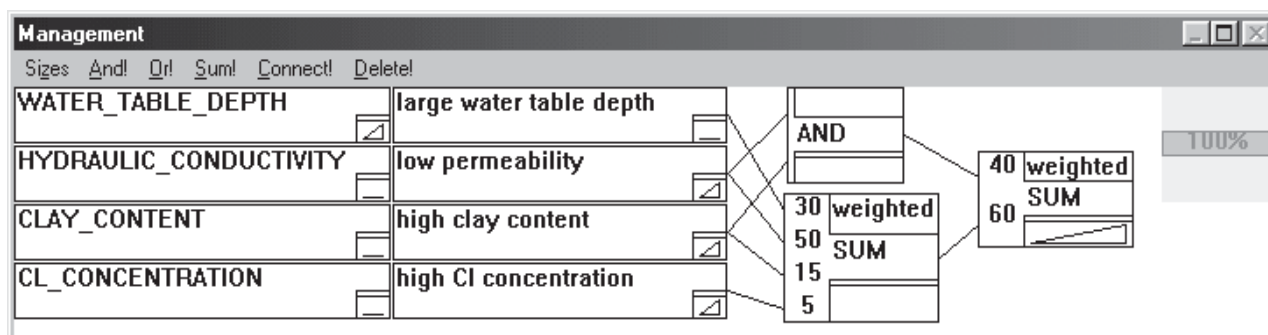 Management
Sizes And! Or! Sum! Connect! Delete!
WATER_TABLE_DEPTH large water table depth
AND
100%
HYDRAULIC_CONDUCTIVITY low permeability
40 weighted
SUM
60
CLAY_CONTENT high clay content
30 weighted
50 SUM
15
5
CL_CONCENTRATION high Cl concentration